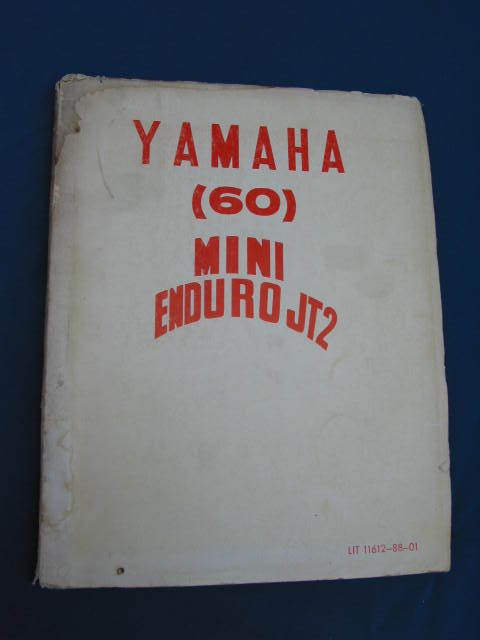 YAMAHA
(60)
MINI
ENDURO JT2
LIT 11612-88-01